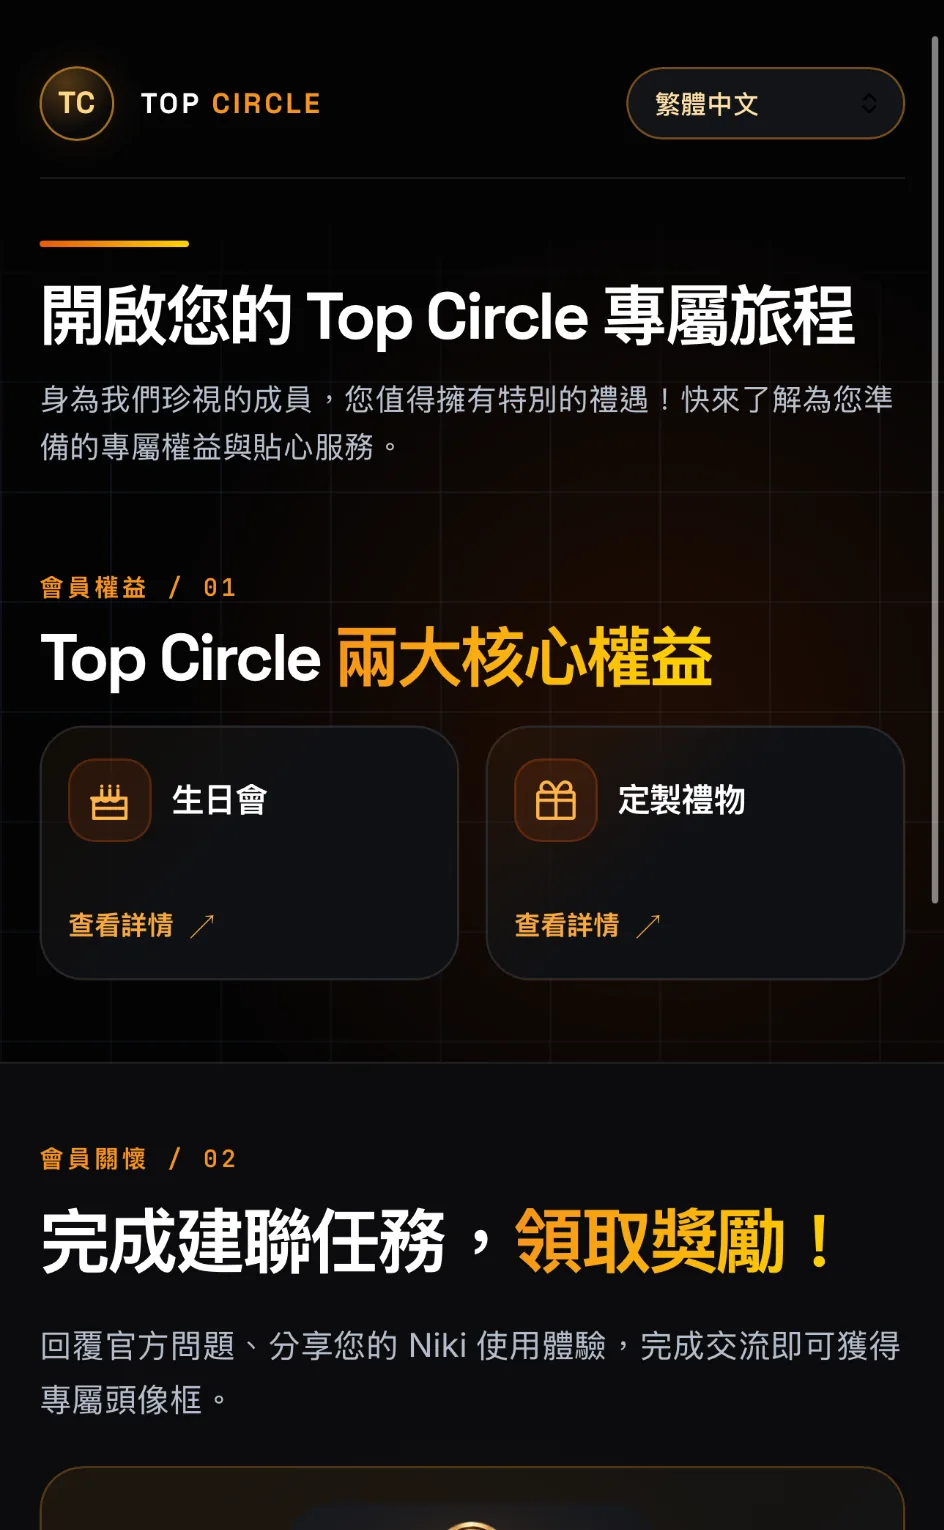 TC
TOP CIRCLE
繁體中文
開啟您的 Top Circle 專屬旅程
身為我們珍視的成員，您值得擁有特別的禮遇！快來了解為您準
備的專屬權益與貼心服務。
會員權益 / 01
Top Circle 兩大核心權益
生日會
定製禮物
查看詳情 ↗
查看詳情 ↗
會員關懷 / 02
完成建聯任務，領取獎勵！
回覆官方問題、分享您的 Niki 使用體驗，完成交流即可獲得
專屬頭像框。